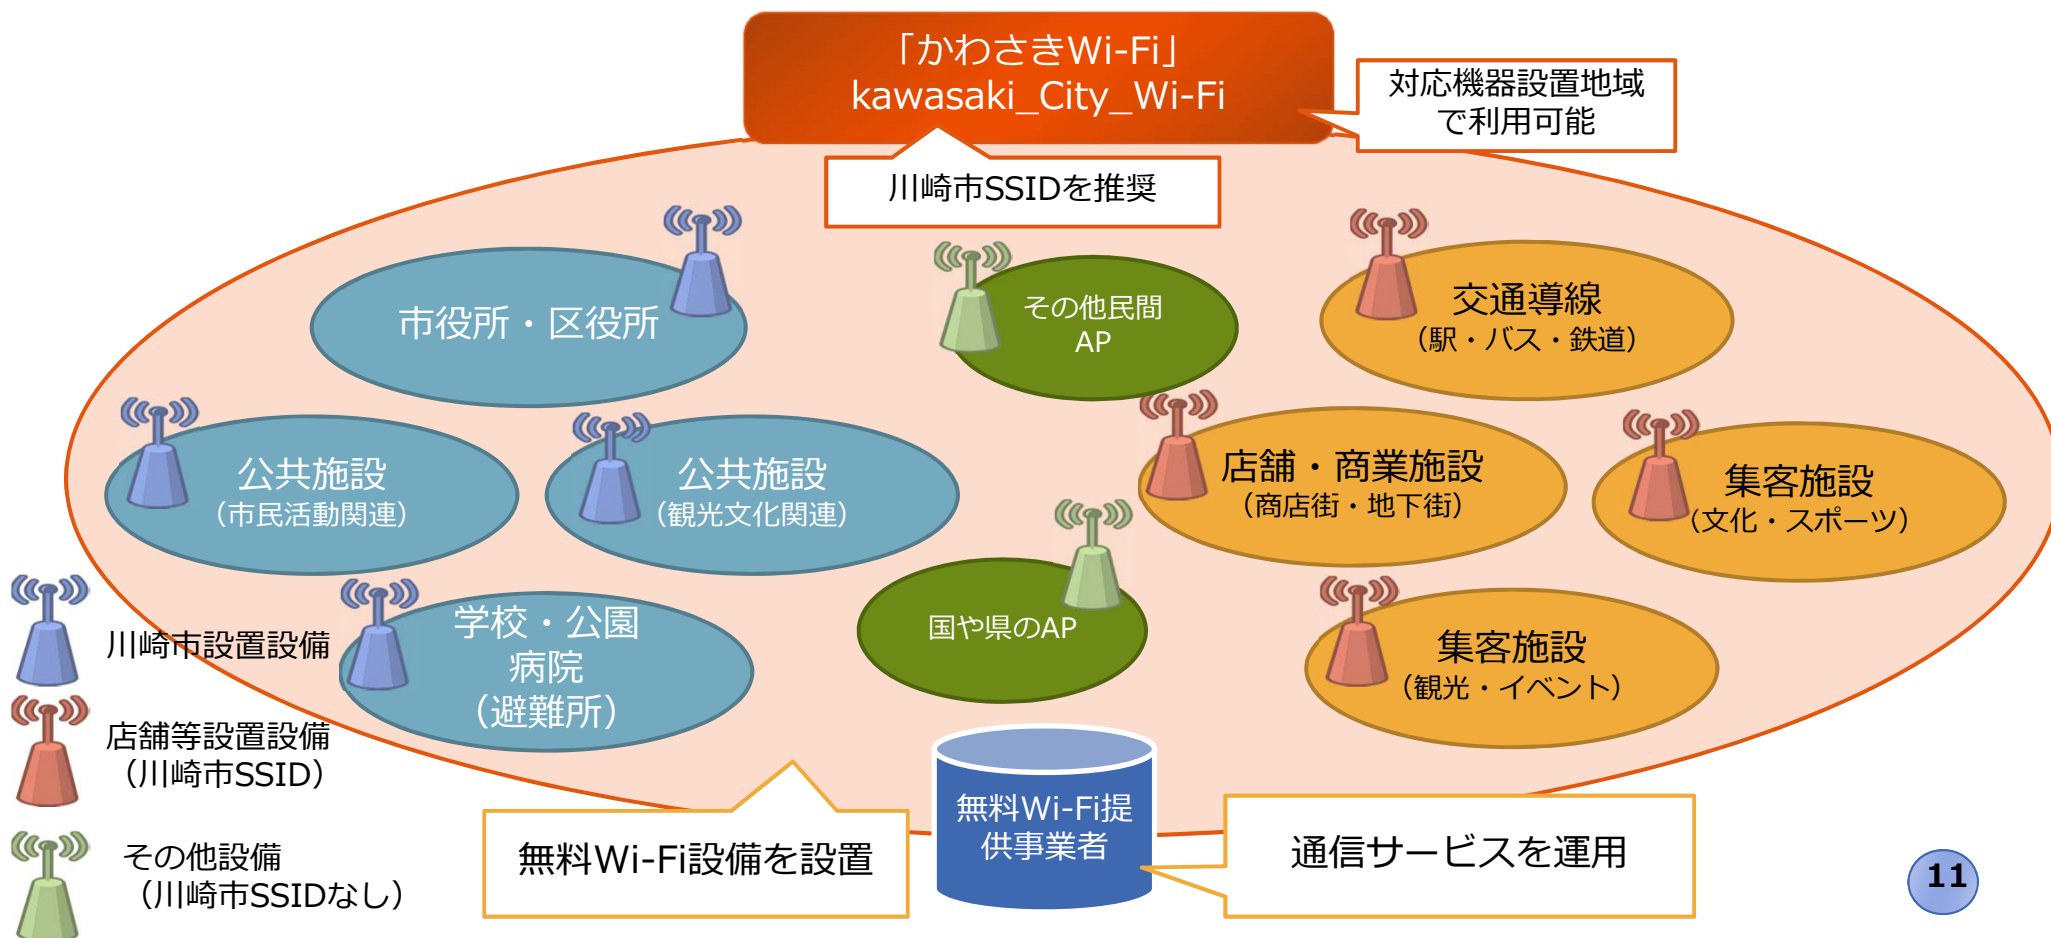 「かわさきWi-Fi」
kawasaki_City_Wi-Fi
対応機器設置地域
で利用可能
川崎市SSIDを推奨
市役所・区役所
その他民間
AP
交通導線
（駅・バス・鉄道）
公共施設
（市民活動関連）
公共施設
（観光文化関連）
店舗・商業施設
（商店街・地下街）
集客施設
（文化・スポーツ）
学校・公園
病院
（避難所）
国や県のAP
集客施設
（観光・イベント）
川崎市設置設備
店舗等設置設備
（川崎市SSID）
その他設備
（川崎市SSIDなし）
無料Wi-Fi設備を設置
無料Wi-Fi提
供事業者
通信サービスを運用
11